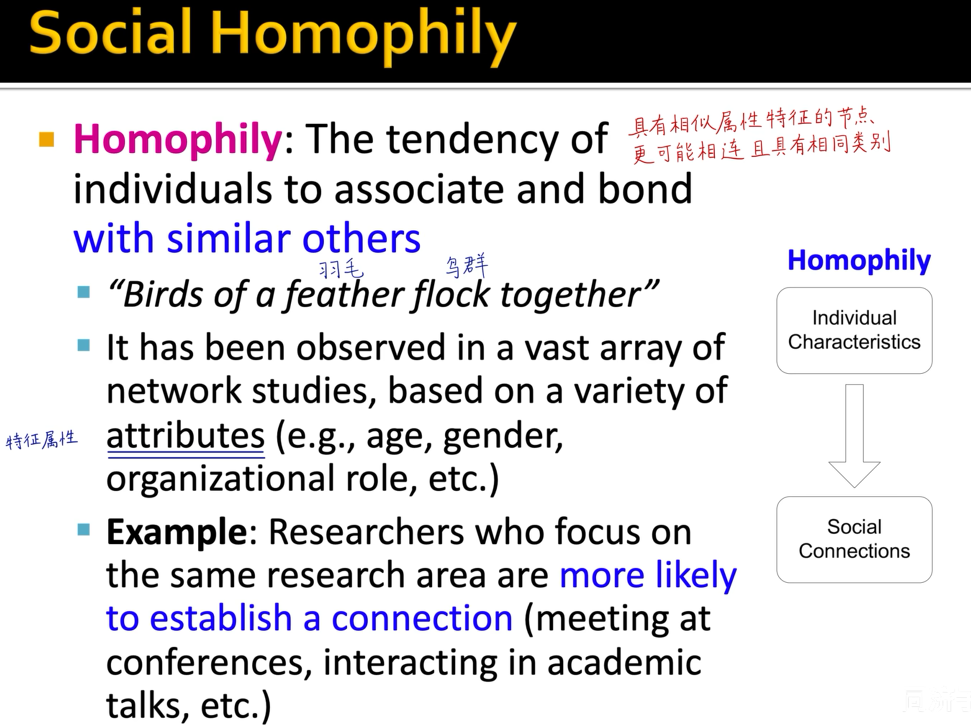 Social Homophily
Homophily: The tendency of
具有相似属性特征的节点、
更可能相连且具有相同类别
individuals to associate and bond
with similar others
羽毛 鸟群
"Birds of a feather flock together"
It has been observed in a vast array of
network studies, based on a variety of
特征属性 attributes (e.g., age, gender,
organizational role, etc.)
Example: Researchers who focus on
the same research area are more likely
to establish a connection (meeting at
conferences, interacting in academic
talks, etc.)
Homophily
Individual
Characteristics
Social
Connections